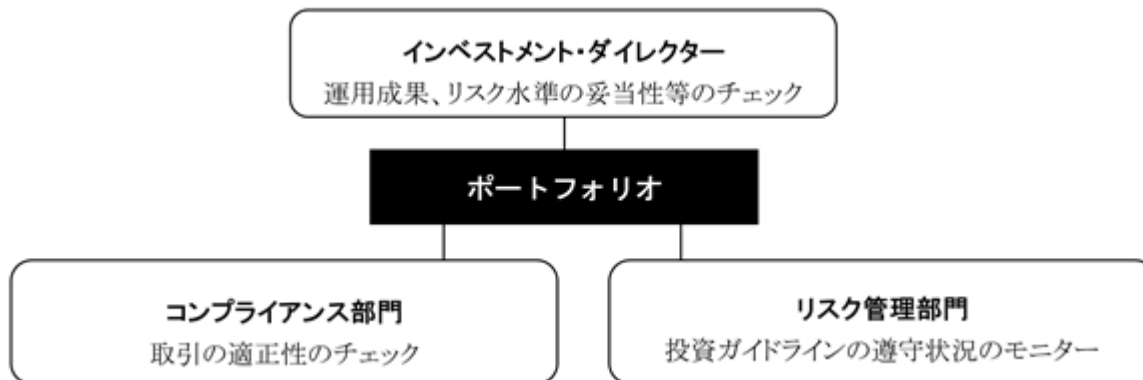 インベストメント・ダイレクター
運用成果、リスク水準の妥当性等のチェック
ポートフォリオ
コンプライアンス部門
取引の適正性のチェック
リスク管理部門
投資ガイドラインの遵守状況のモニター